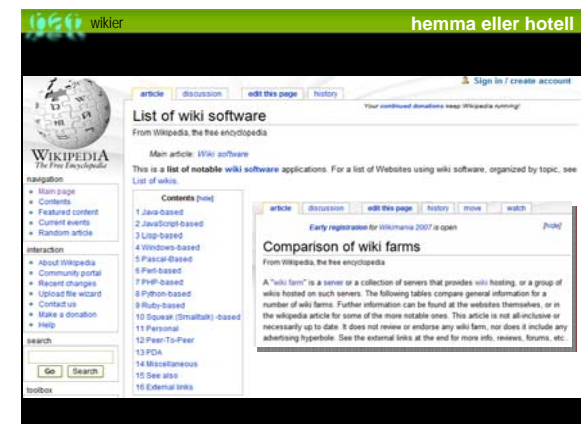 wikier
hemma eller hotell
Sign in / create account
article discussion edit this page history
Your continued donations keep Wikipedia running!
List of wiki software
From Wikipedia, the free encyclopedia
Main article: Wiki software
This is a list of notable wiki software applications. For a list of Websites using wiki software, organized by topic, see
List of wikis.
WIKIPEDIA
The Free Encyclopedia
navigation
Main page
Contents
Featured content
Current events
Random article
interaction
About Wikipedia
Community portal
Recent changes
Upload file wizard
Contact us
Make a donation
Help
search
Go Search
toolbox
Contents [hide]
1 Java-based
2 JavaScript-based
3 Lisp-based
4 Windows-based
5 Pascal-Based
6 Perl-based
7 PHP-based
8 Python-based
9 Ruby-based
10 Squeak (Smalltalk) -based
11 Personal
12 Peer-To-Peer
13 PDA
14 Miscellaneous
15 See also
16 External links
article discussion edit this page history move watch
Early registration for Wikimania 2007 is open [hide]
Comparison of wiki farms
From Wikipedia, the free encyclopedia
A "wiki farm" is a server or a collection of servers that provides wiki hosting, or a group of
wikis hosted on such servers. The following tables compare general information for a
number of wiki farms. Further information can be found at the websites themselves, or in
the wikipedia article for some of the more notable ones. This article is not all-inclusive or
necessarily up to date. It does not review or endorse any wiki farm, nor does it include any
advertising hyperbole. See the external links at the end for more info, reviews, forums, etc.